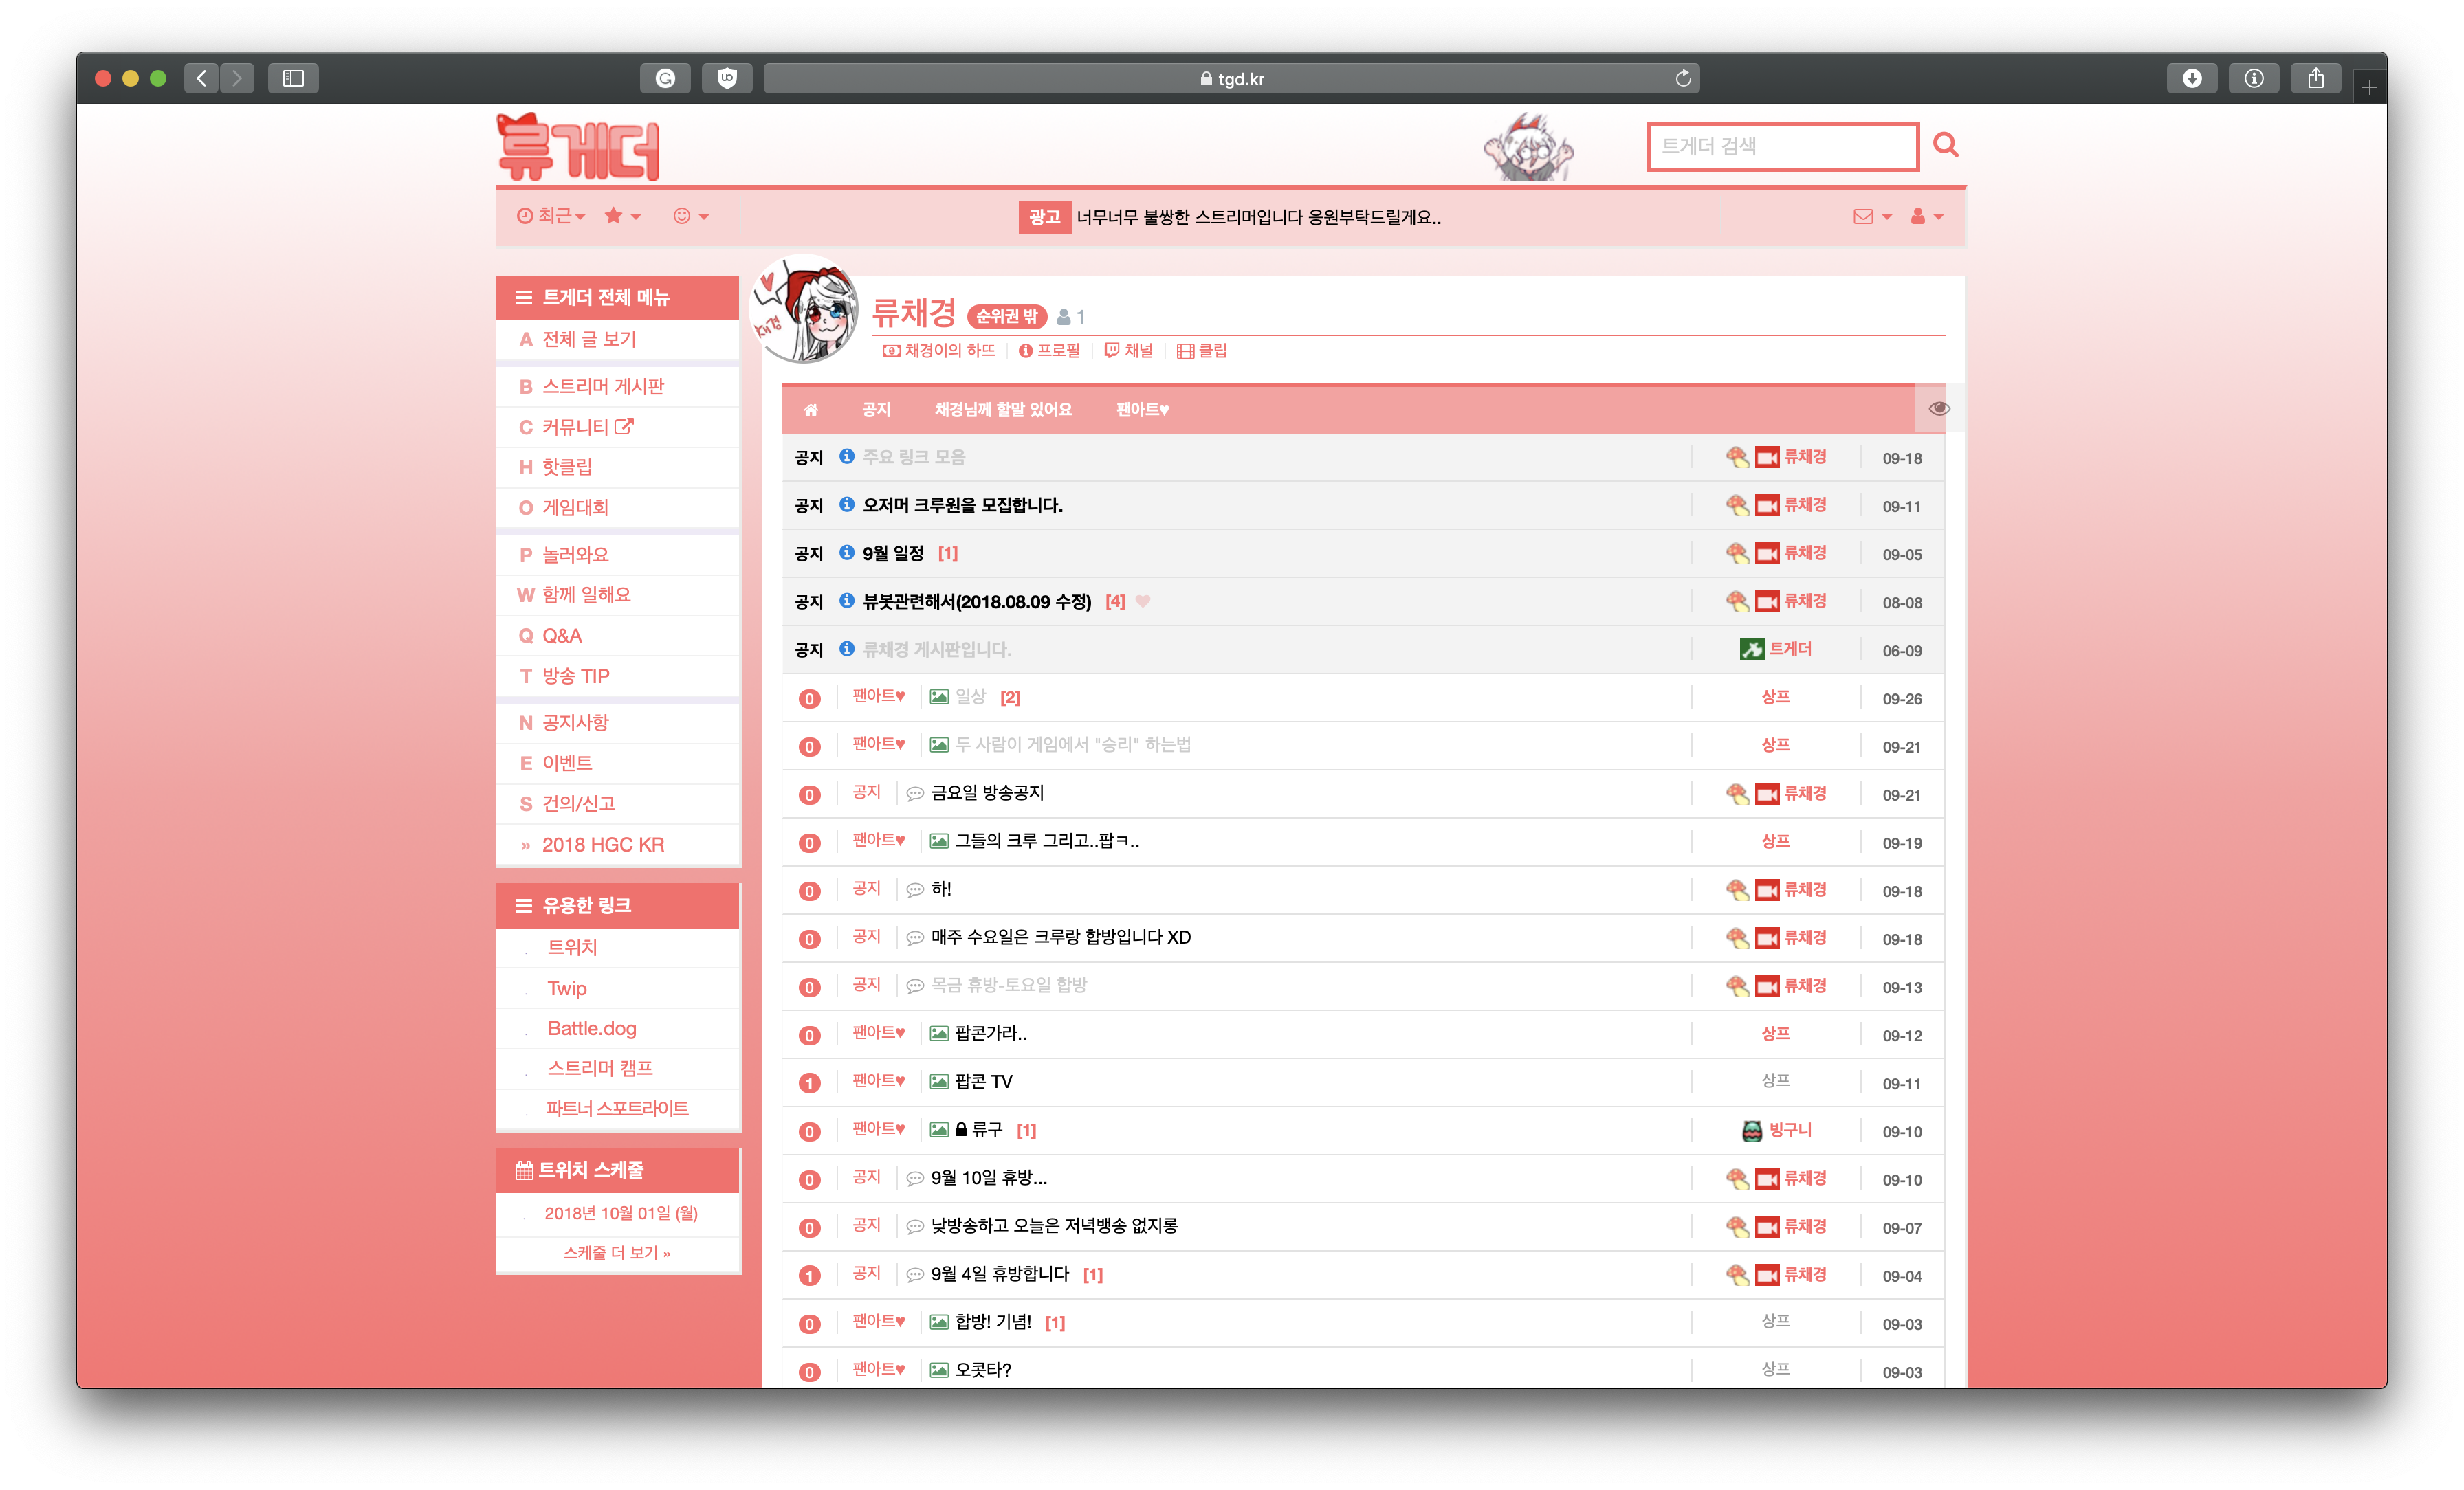 tgd.kr
류게더
트게더 검색
최근
광고 너무너무 불쌍한 스트리머입니다 응원부탁드릴게요..
트게더 전체 메뉴
A 전체 글 보기
B 스트리머 게시판
C 커뮤니티
H 핫클립
O 게임대회
P 놀러와요
W 함께 일해요
Q Q&A
T 방송 TIP
N 공지사항
E 이벤트
S 건의/신고
» 2018 HGC KR
유용한 링크
트위치
Twip
Battle.dog
스트리머 캠프
파트너 스포트라이트
트위치 스케줄
2018년 10월 01일 (월)
스케줄 더 보기 »
채경
류채경 순위권 밖 1
채경이의 하뜨 프로필 채널 클립
공지 채경님께 할말 있어요 팬아트♥
공지 주요 링크 모음 류채경 09-18
공지 오저머 크루원을 모집합니다. 류채경 09-11
공지 9월 일정 [1] 류채경 09-05
공지 뷰봇관련해서(2018.08.09 수정) [4] 류채경 08-08
공지 류채경 게시판입니다. 트게더 06-09
0 팬아트♥ 일상 [2] 상프 09-26
0 팬아트♥ 두 사람이 게임에서 "승리" 하는법 상프 09-21
0 공지 금요일 방송공지 류채경 09-21
0 팬아트♥ 그들의 크루 그리고..팝ㅋ.. 상프 09-19
0 공지 하! 류채경 09-18
0 공지 매주 수요일은 크루랑 합방입니다 XD 류채경 09-18
0 공지 목금 휴방-토요일 합방 류채경 09-13
0 팬아트♥ 팝콘가라.. 상프 09-12
1 팬아트♥ 팝콘 TV 상프 09-11
0 팬아트♥ 류구 [1] 빙구니 09-10
0 공지 9월 10일 휴방... 류채경 09-10
0 공지 낮방송하고 오늘은 저녁뱅송 없지롱 류채경 09-07
1 공지 9월 4일 휴방합니다 [1] 류채경 09-04
0 팬아트♥ 합방! 기념! [1] 상프 09-03
0 팬아트♥ 오콧타? 상프 09-03